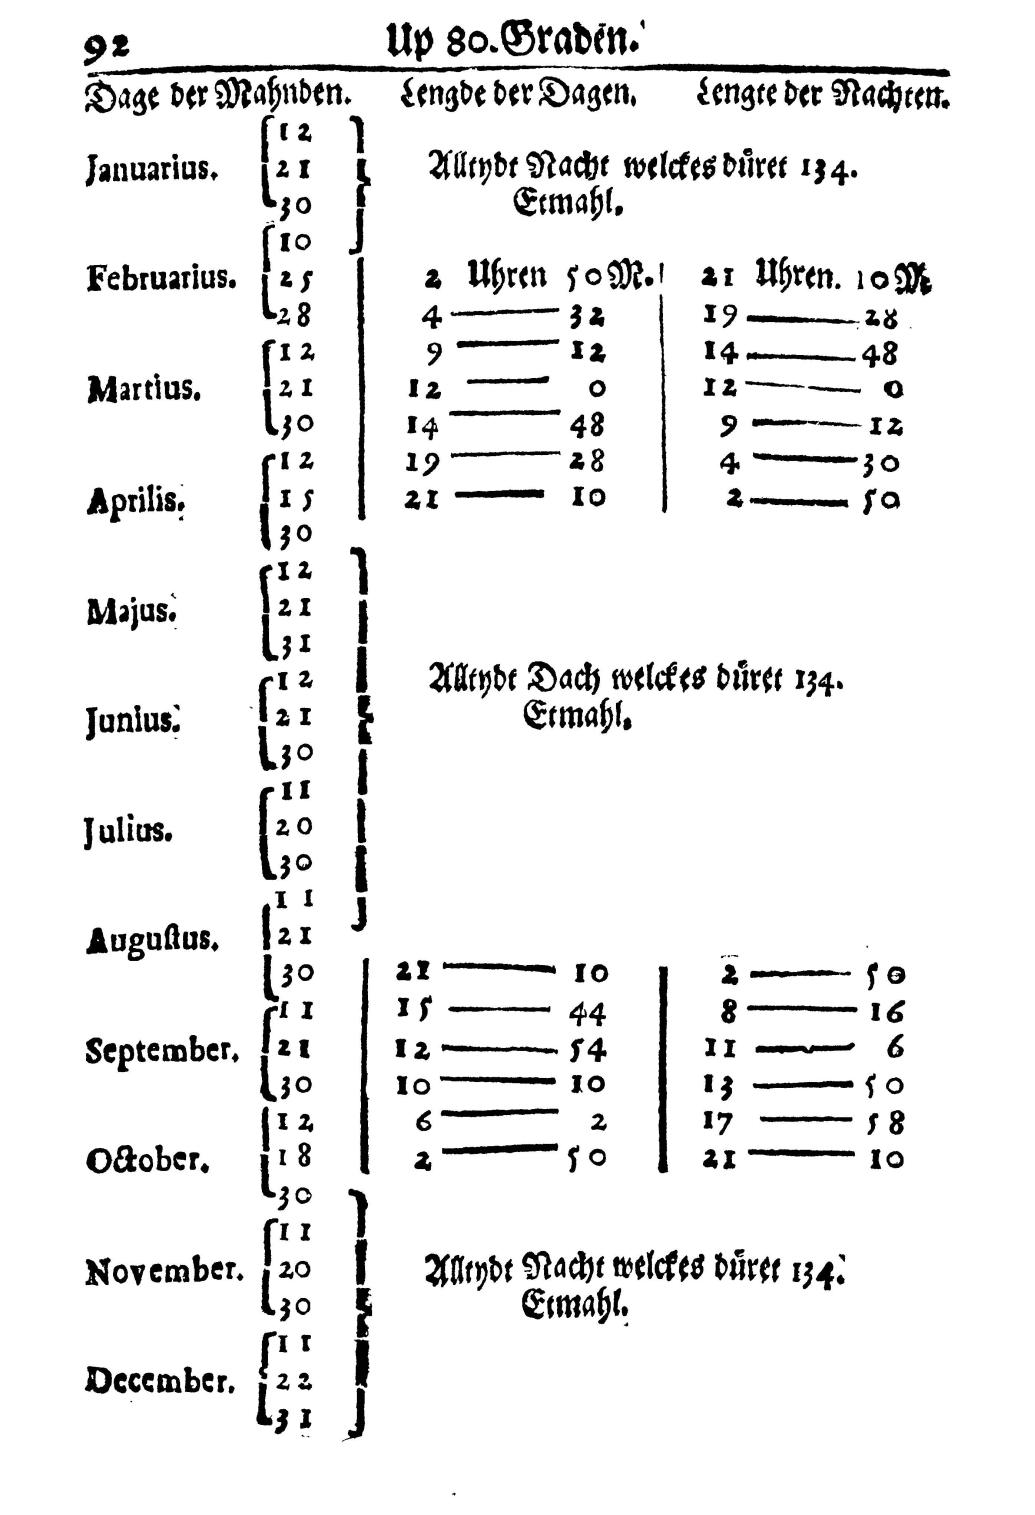 92 Up 80. Graden.
Dage der Mahnden. Lengde der Dagen. Lengte der Nachten.
12
Januarius. 21 Alltydt Nacht welckes důret 134.
30 Etmahl.
10
Februarius. 25 2 Uhren 50 M. 21 Uhren. 10 M.
28 4 — 32 19 — 28
12 9 — 12 14 — 48
Martius. 21 12 — 0 12 — 0
30 14 — 48 9 — 12
12 19 — 28 4 — 30
Aprilis. 15 21 — 10 2 — 50
30
12
Majus. 21
31
12 Alltydt Dach welckes důret 134.
Junius. 21 Etmahl.
30
11
Julius. 20
30
11
Auguſtus. 21
30 21 — 10 2 — 50
11 15 — 44 8 — 16
September. 21 12 — 54 11 — 6
30 10 — 10 13 — 50
12 6 — 2 17 — 58
October. 18 2 — 50 21 — 10
30
11
November. 20 Alltydt Nacht welckes důret 134.
30 Etmahl.
11
December. 22
31